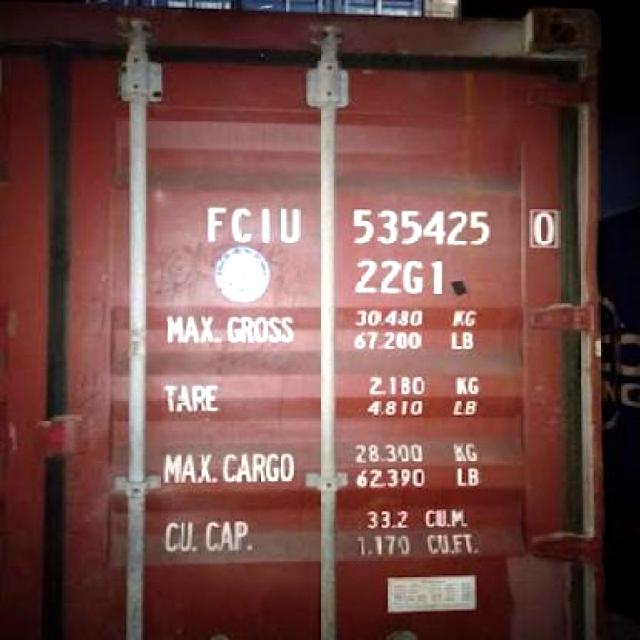 FCIU 535425 0
22G1
MAX. GROSS 30.480 KG
67.200 LB
TARE 2.180 KG
4.810 LB
MAX. CARGO 28.300 KG
62.390 LB
CU. CAP. 33.2 CU.M.
1.170 CU.FT.